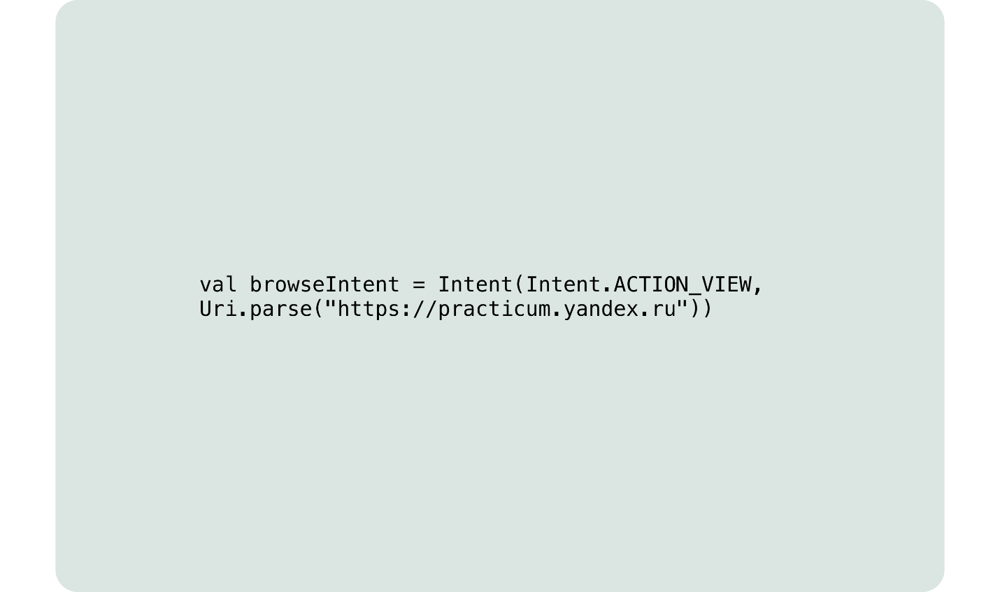 val browseIntent = Intent(Intent.ACTION_VIEW,
Uri.parse("https://practicum.yandex.ru"))